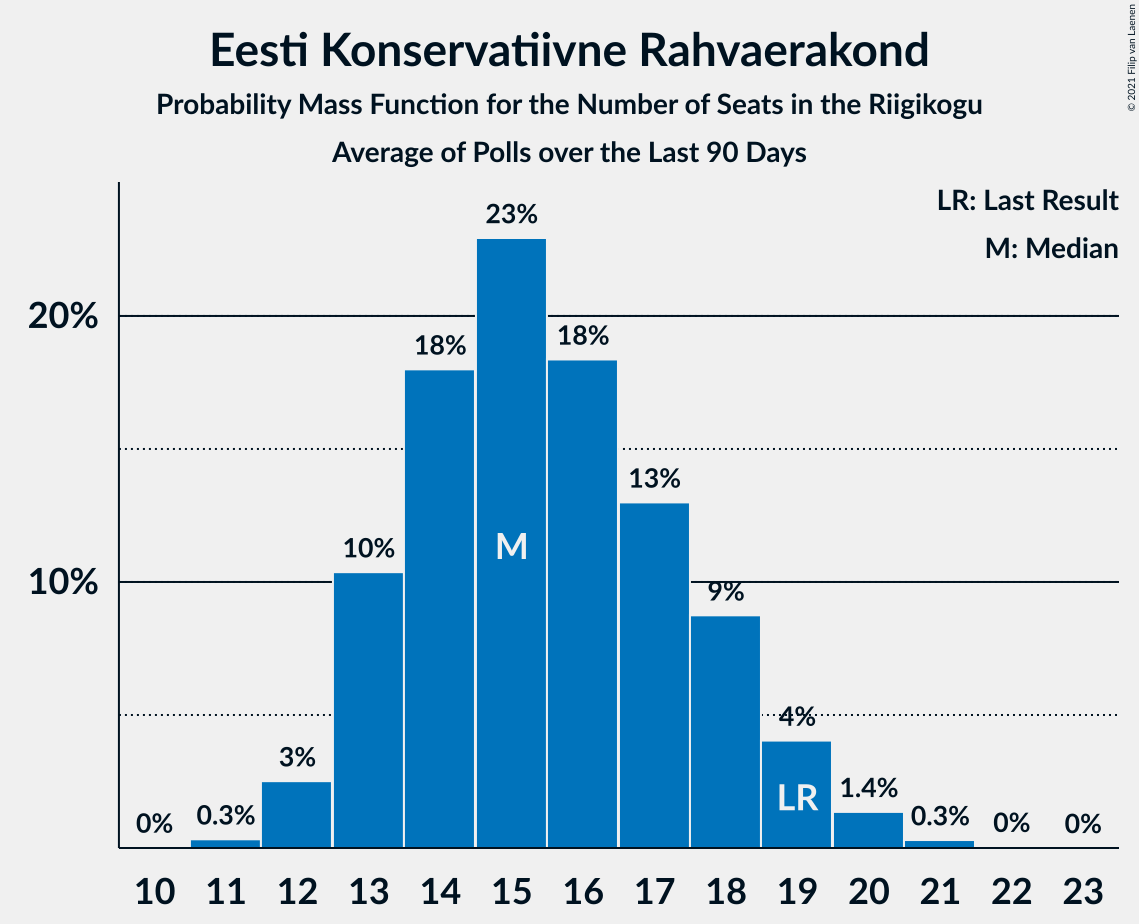 Eesti Konservatiivne Rahvaerakond
Probability Mass Function for the Number of Seats in the Riigikogu
Average of Polls over the Last 90 Days
© 2021 Filip van Laenen
LR: Last Result
M: Median
20%
10%
0%
0.3%
3%
10%
18%
23%
18%
13%
9%
4%
1.4%
0.3%
0%
0%
M
LR
10 11 12 13 14 15 16 17 18 19 20 21 22 23